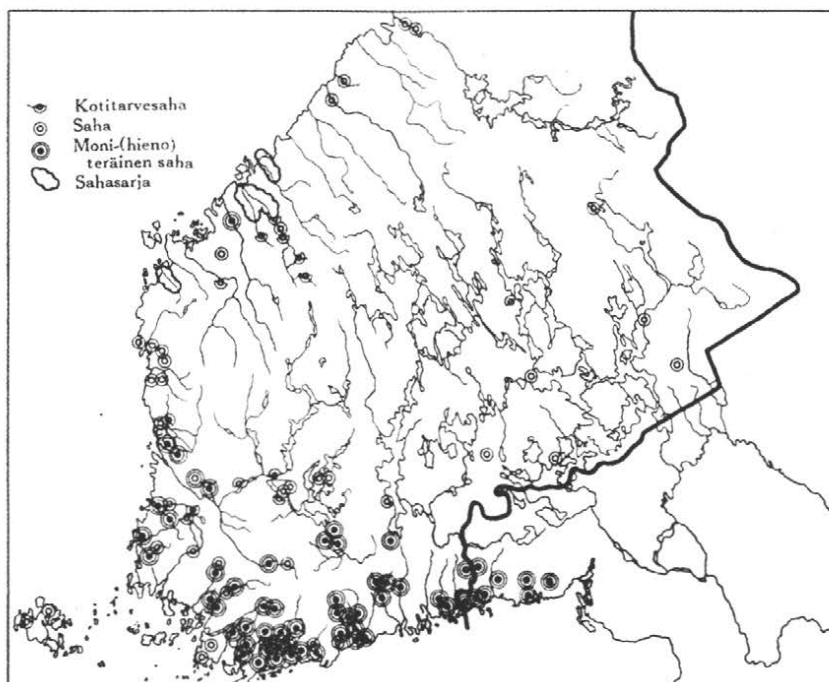 Kotitarvesaha
Saha
Moni-(hieno)
teräinen saha
Sahasarja